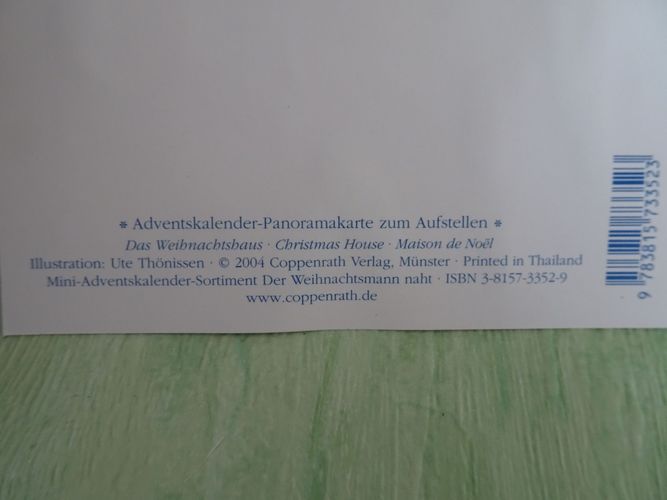 * Adventskalender-Panoramakarte zum Aufstellen *
Das Weihnachtshaus · Christmas House · Maison de Noël
Illustration: Ute Thönissen · © 2004 Coppenrath Verlag, Münster · Printed in Thailand
Mini-Adventskalender-Sortiment Der Weihnachtsmann naht · ISBN 3-8157-3352-9
www.coppenrath.de
9 783815 733523